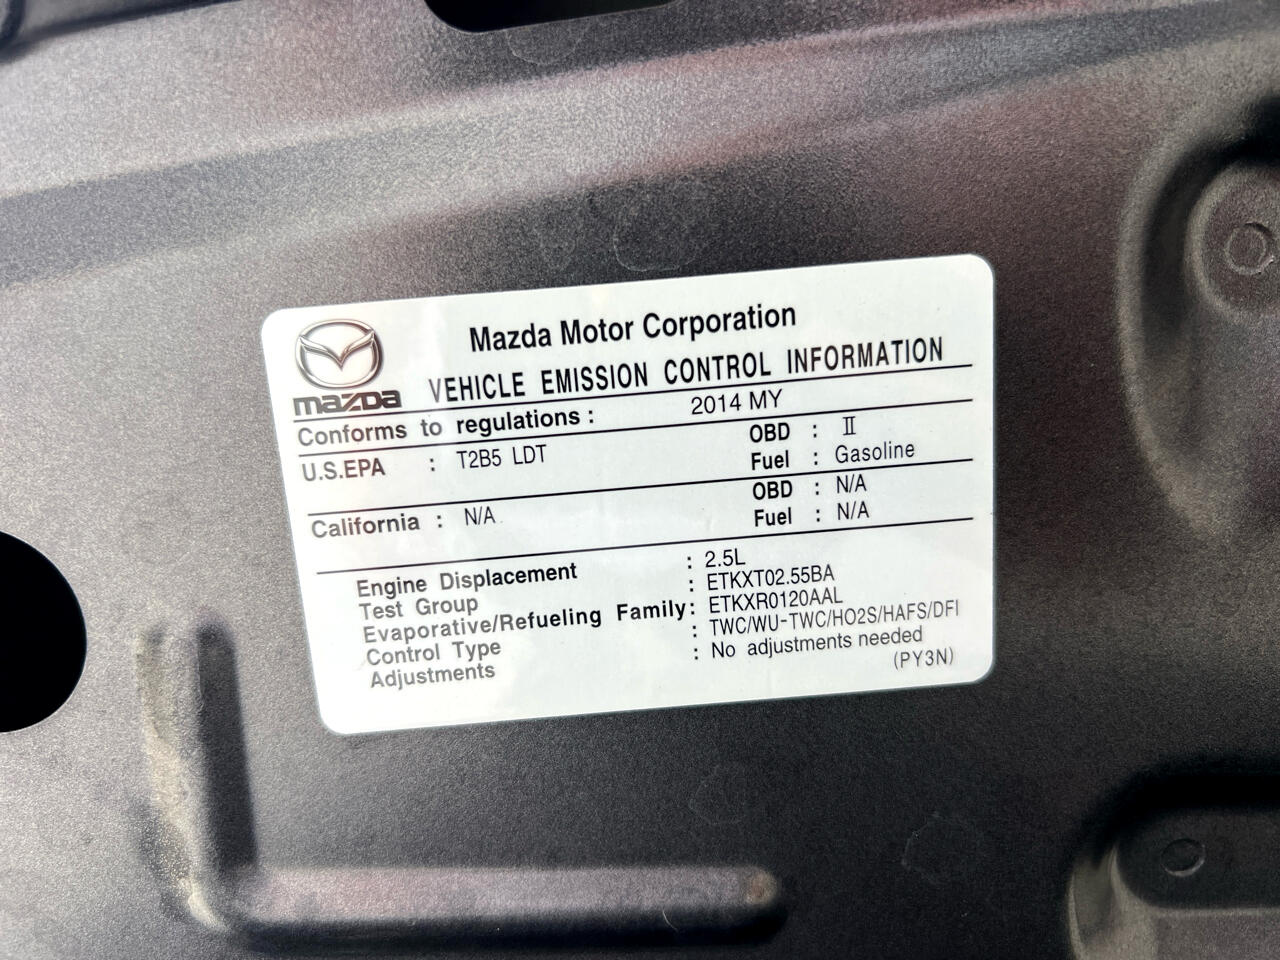 Mazda Motor Corporation
mazda VEHICLE EMISSION CONTROL INFORMATION
Conforms to regulations : 2014 MY
U.S.EPA : T2B5 LDT OBD : II
Fuel : Gasoline
California : N/A OBD : N/A
Fuel : N/A
Engine Displacement : 2.5L
Test Group : ETKXT02.55BA
Evaporative/Refueling Family : ETKXR0120AAL
Control Type : TWC/WU-TWC/HO2S/HAFS/DFI
Adjustments : No adjustments needed
(PY3N)